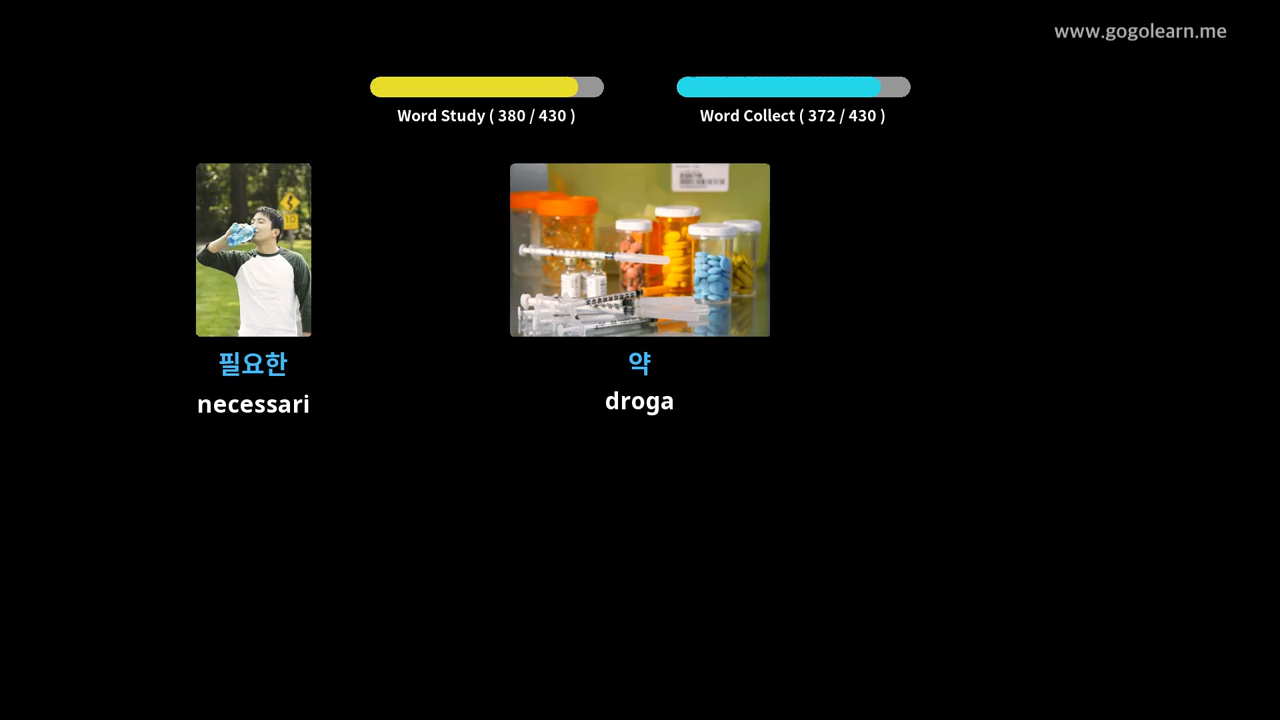 www.gogolearn.me
Word Study ( 380 / 430 )
Word Collect ( 372 / 430 )
필요한
necessari
약
droga